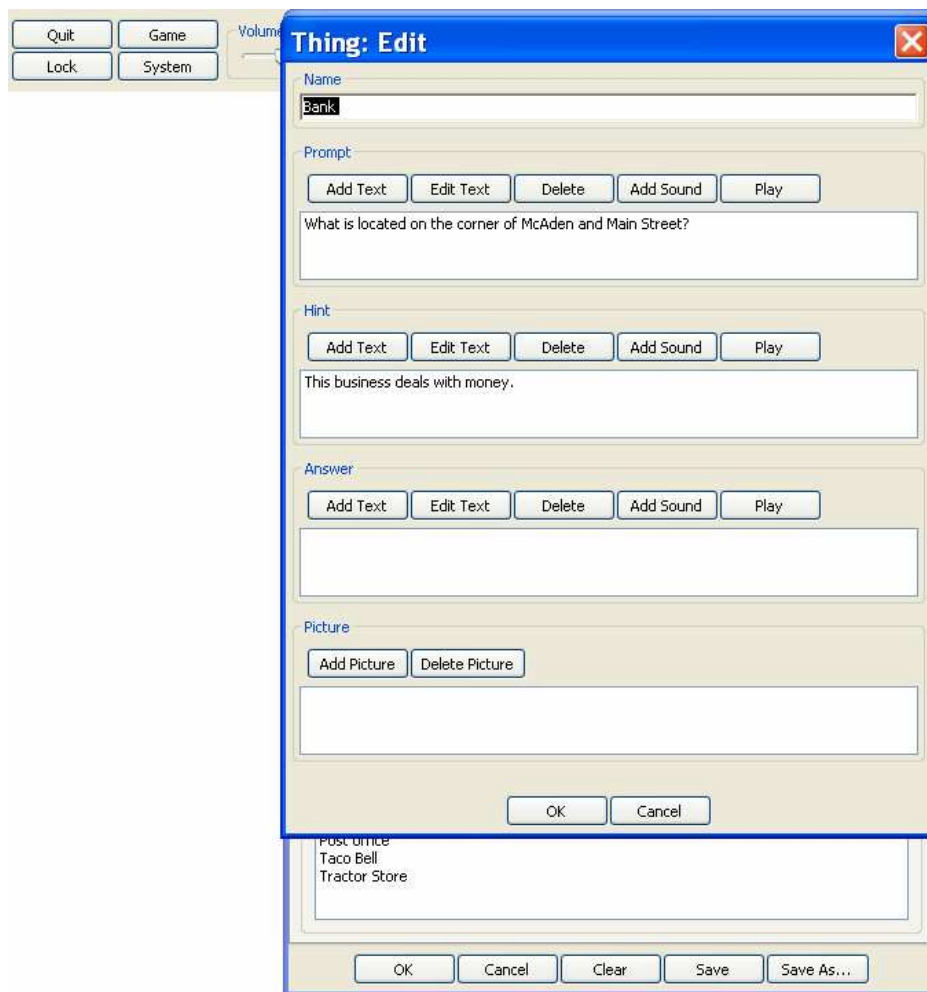 Quit Game
Lock System
Volume
Thing: Edit
Name
Bank
Prompt
Add Text Edit Text Delete Add Sound Play
What is located on the corner of McAden and Main Street?
Hint
Add Text Edit Text Delete Add Sound Play
This business deals with money.
Answer
Add Text Edit Text Delete Add Sound Play
Picture
Add Picture Delete Picture
OK Cancel
Post office
Taco Bell
Tractor Store
OK Cancel Clear Save Save As...